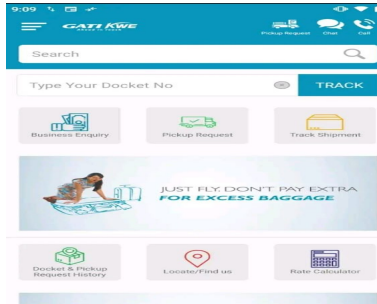 9:09
GATI KWE
Pickup Request Chat Call
Search
Type Your Docket No TRACK
Business Enquiry Pickup Request Track Shipment
JUST FLY. DON'T PAY EXTRA
FOR EXCESS BAGGAGE
Docket & Pickup
Request History Locate/Find us Rate Calculator